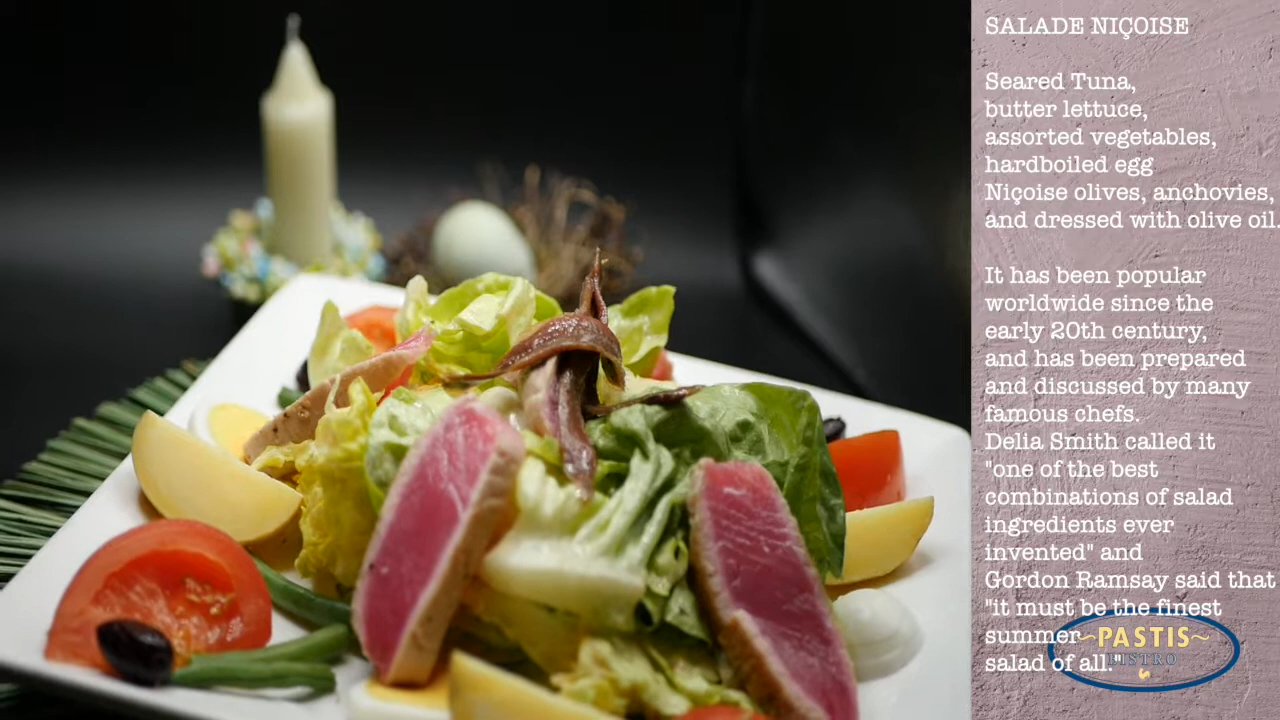 SALADE NIÇOISE
Seared Tuna,
butter lettuce,
assorted vegetables,
hardboiled egg
Niçoise olives, anchovies,
and dressed with olive oil.
It has been popular
worldwide since the
early 20th century,
and has been prepared
and discussed by many
famous chefs.
Delia Smith called it
"one of the best
combinations of salad
ingredients ever
invented" and
Gordon Ramsay said that
"it must be the finest
summer
salad of all."
~PASTIS~
BISTRO